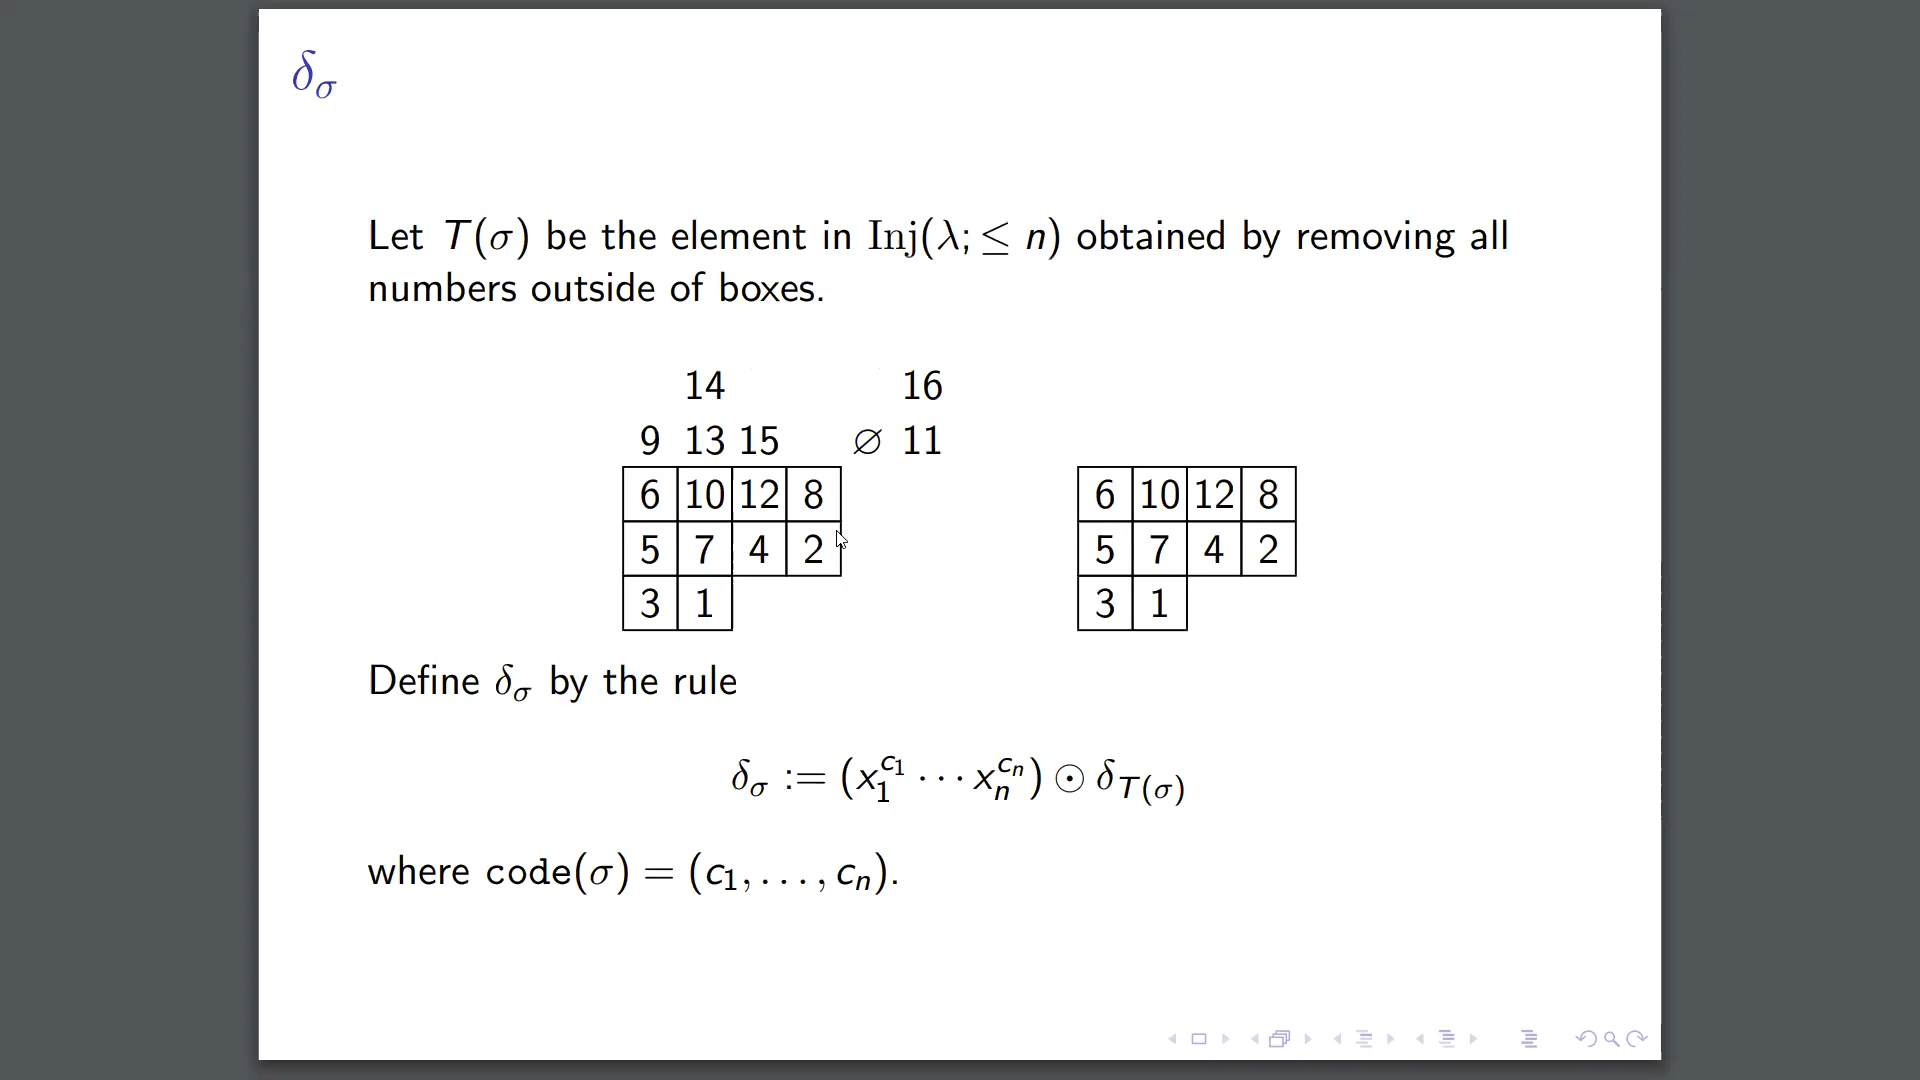 δ_σ
Let T(σ) be the element in Inj(λ; ≤ n) obtained by removing all
numbers outside of boxes.
14 16
9 13 15 ∅ 11
6 10 12 8 6 10 12 8
5 7 4 2 5 7 4 2
3 1 3 1
Define δ_σ by the rule
δ_σ := (x_1^{c_1} ··· x_n^{c_n}) ⊙ δ_{T(σ)}
where code(σ) = (c_1, …, c_n).